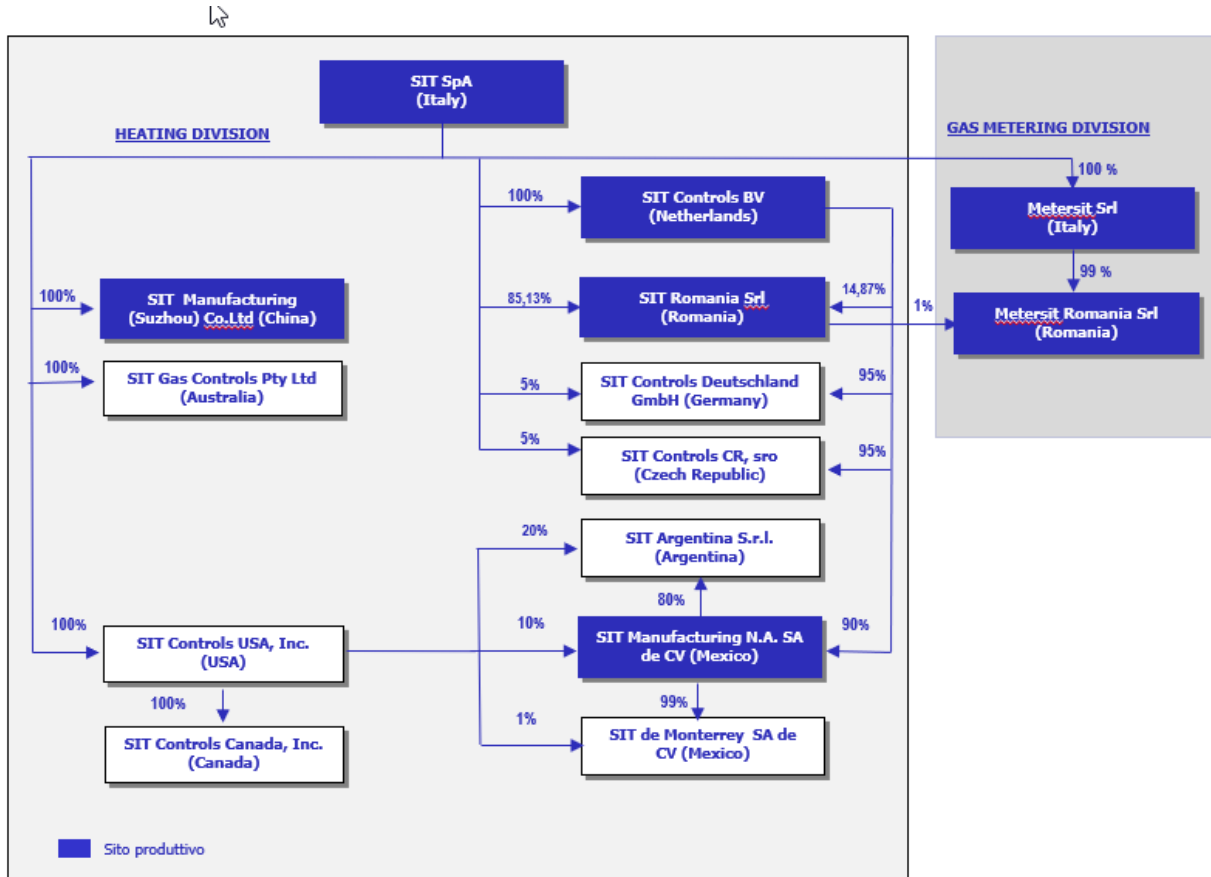 SIT SpA
(Italy)
HEATING DIVISION
GAS METERING DIVISION
100 %
100%
SIT Controls BV
(Netherlands)
Metersit Srl
(Italy)
99 %
100%
SIT Manufacturing
(Suzhou) Co.Ltd (China)
85,13%
SIT Romania Srl
(Romania)
14,87%
1%
Metersit Romania Srl
(Romania)
100%
SIT Gas Controls Pty Ltd
(Australia)
5%
SIT Controls Deutschland
GmbH (Germany)
95%
5%
SIT Controls CR, sro
(Czech Republic)
95%
20%
SIT Argentina S.r.l.
(Argentina)
80%
100%
SIT Controls USA, Inc.
(USA)
10%
SIT Manufacturing N.A. SA
de CV (Mexico)
90%
100%
99%
SIT Controls Canada, Inc.
(Canada)
1%
SIT de Monterrey SA de
CV (Mexico)
Sito produttivo